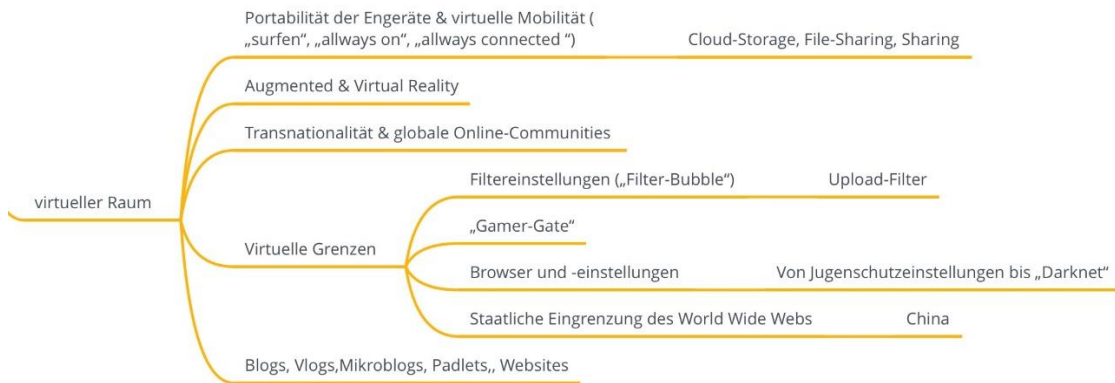 Portabilität der Engeräte & virtuelle Mobilität (
„surfen“, „allways on“, „allways connected “)
Cloud-Storage, File-Sharing, Sharing
Augmented & Virtual Reality
Transnationalität & globale Online-Communities
virtueller Raum
Virtuelle Grenzen
Filtereinstellungen („Filter-Bubble“)
Upload-Filter
„Gamer-Gate“
Browser und -einstellungen
Von Jugenschutzeinstellungen bis „Darknet“
Staatliche Eingrenzung des World Wide Webs
China
Blogs, Vlogs,Mikroblogs, Padlets,, Websites